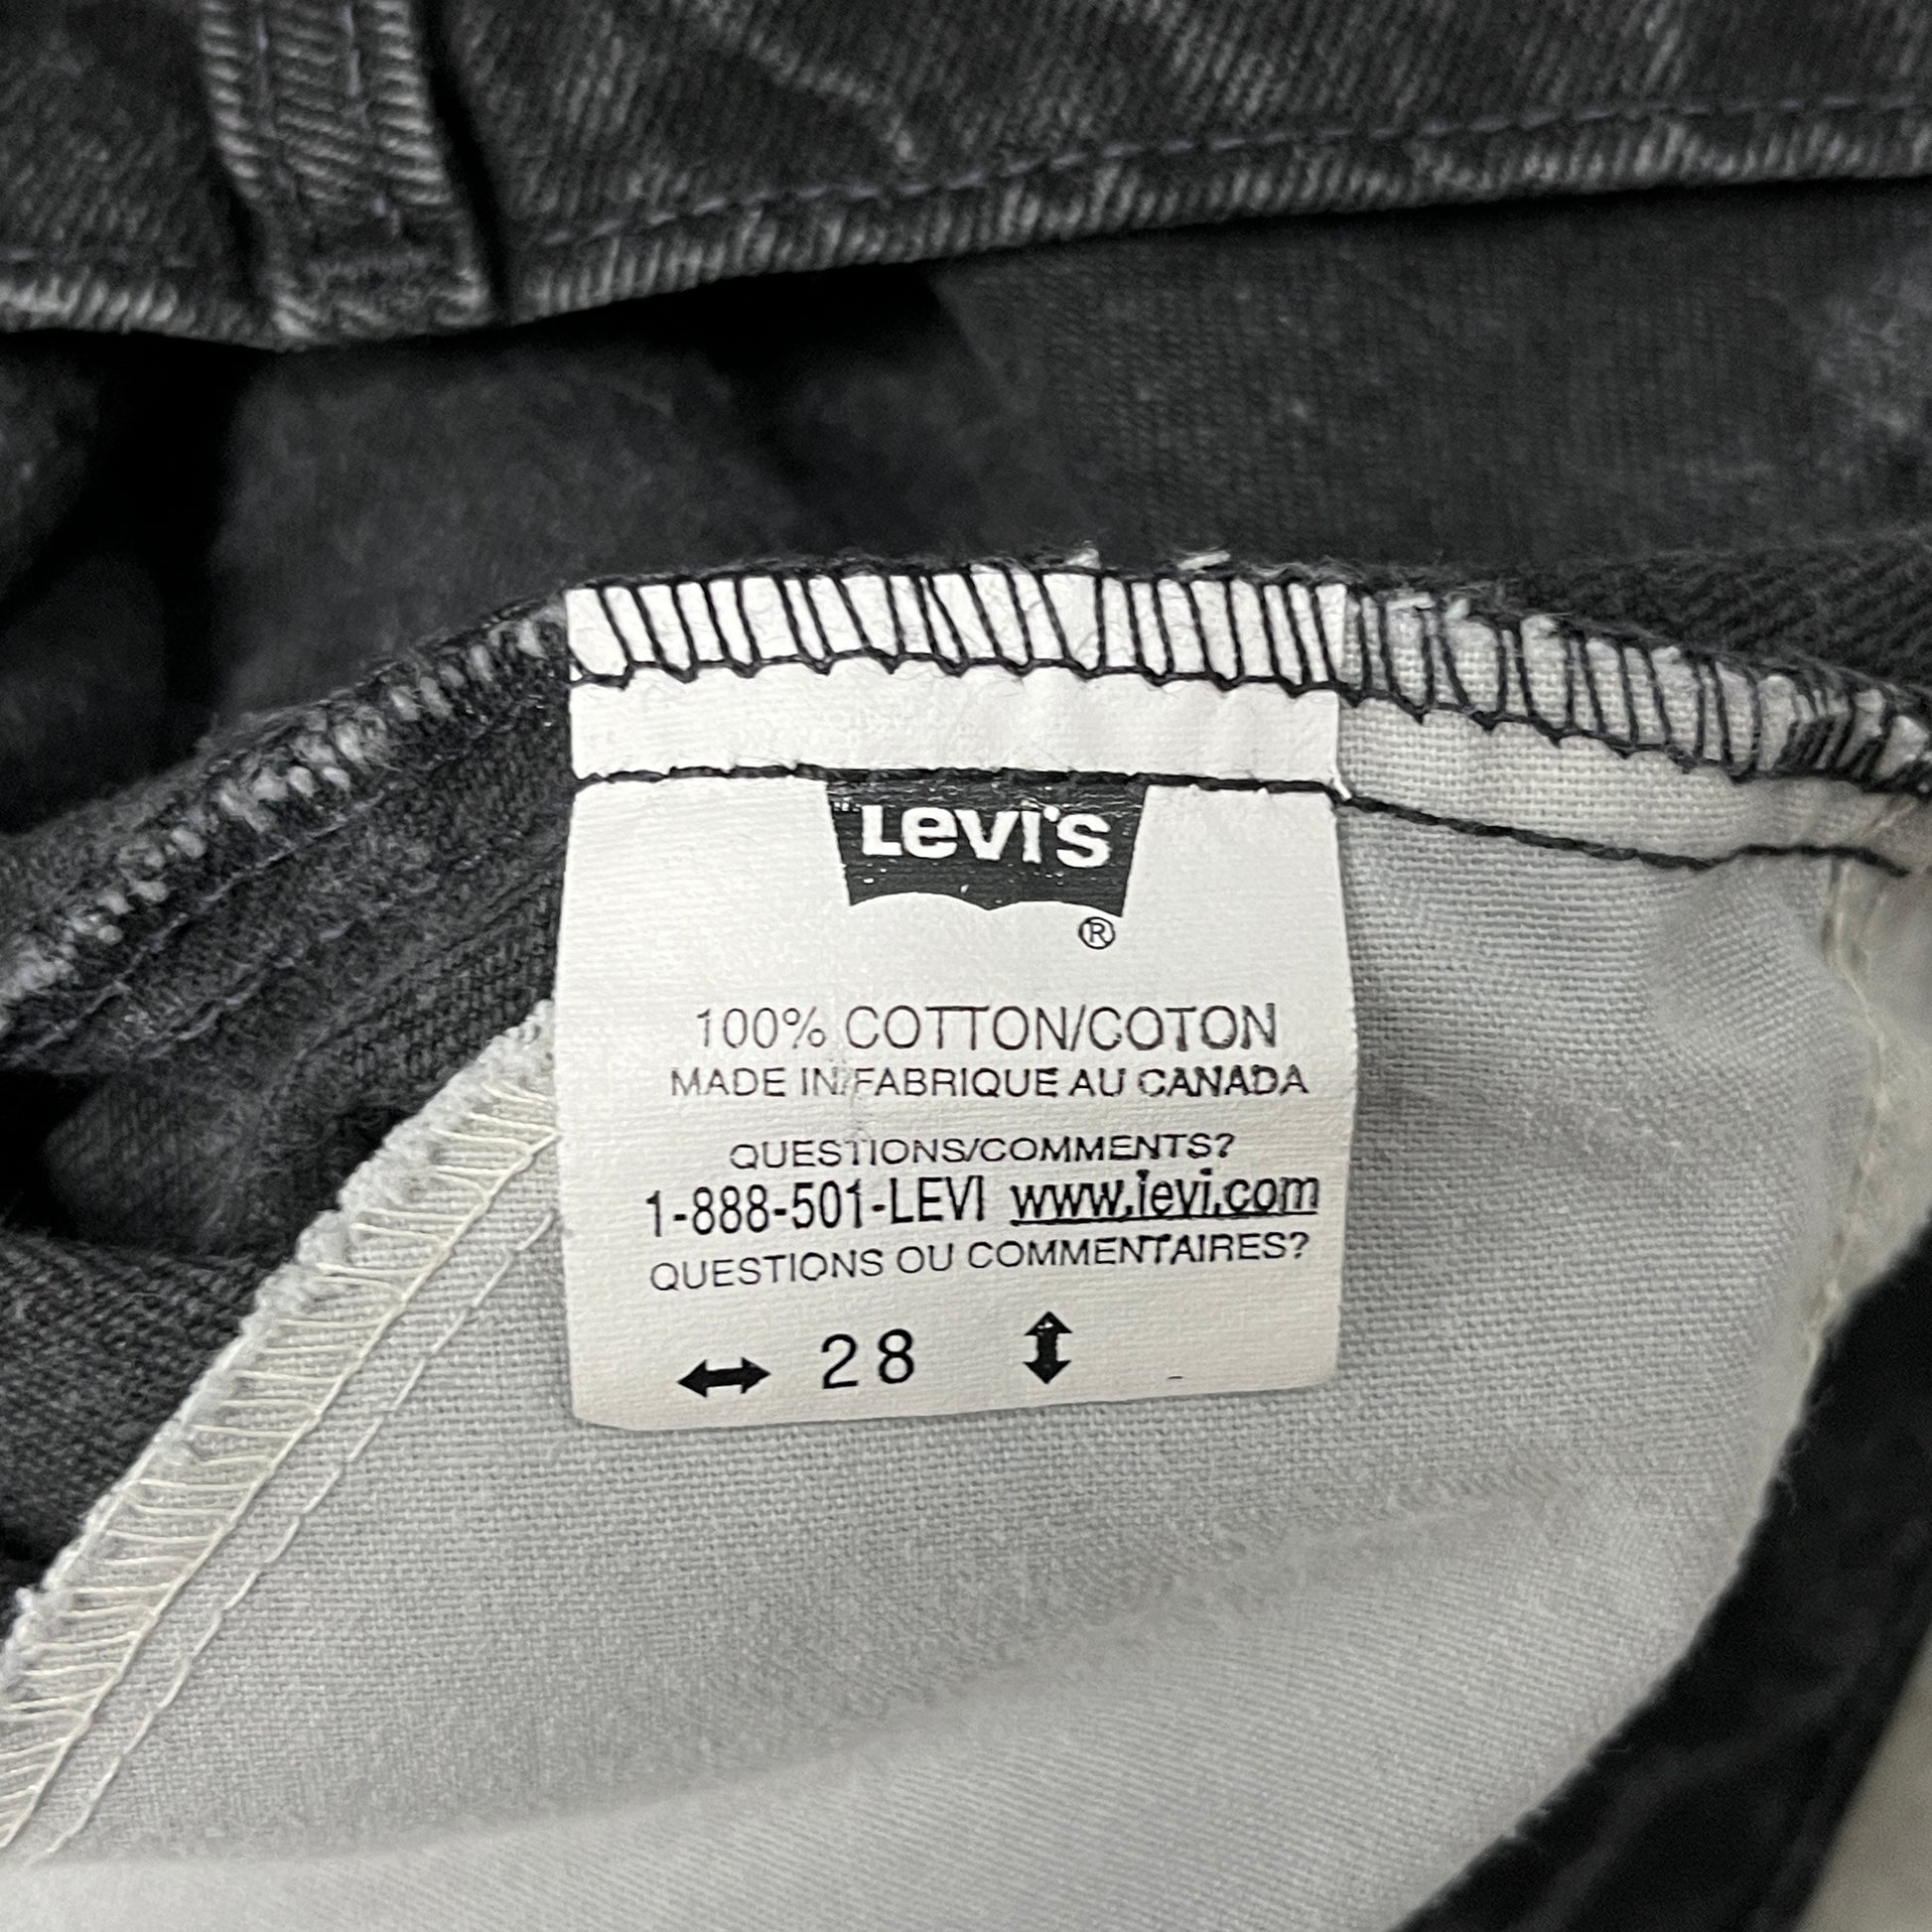 Levi's
®
100% COTTON/COTON
MADE IN/FABRIQUE AU CANADA
QUESTIONS/COMMENTS?
1-888-501-LEVI www.levi.com
QUESTIONS OU COMMENTAIRES?
↔ 28 ↕ -